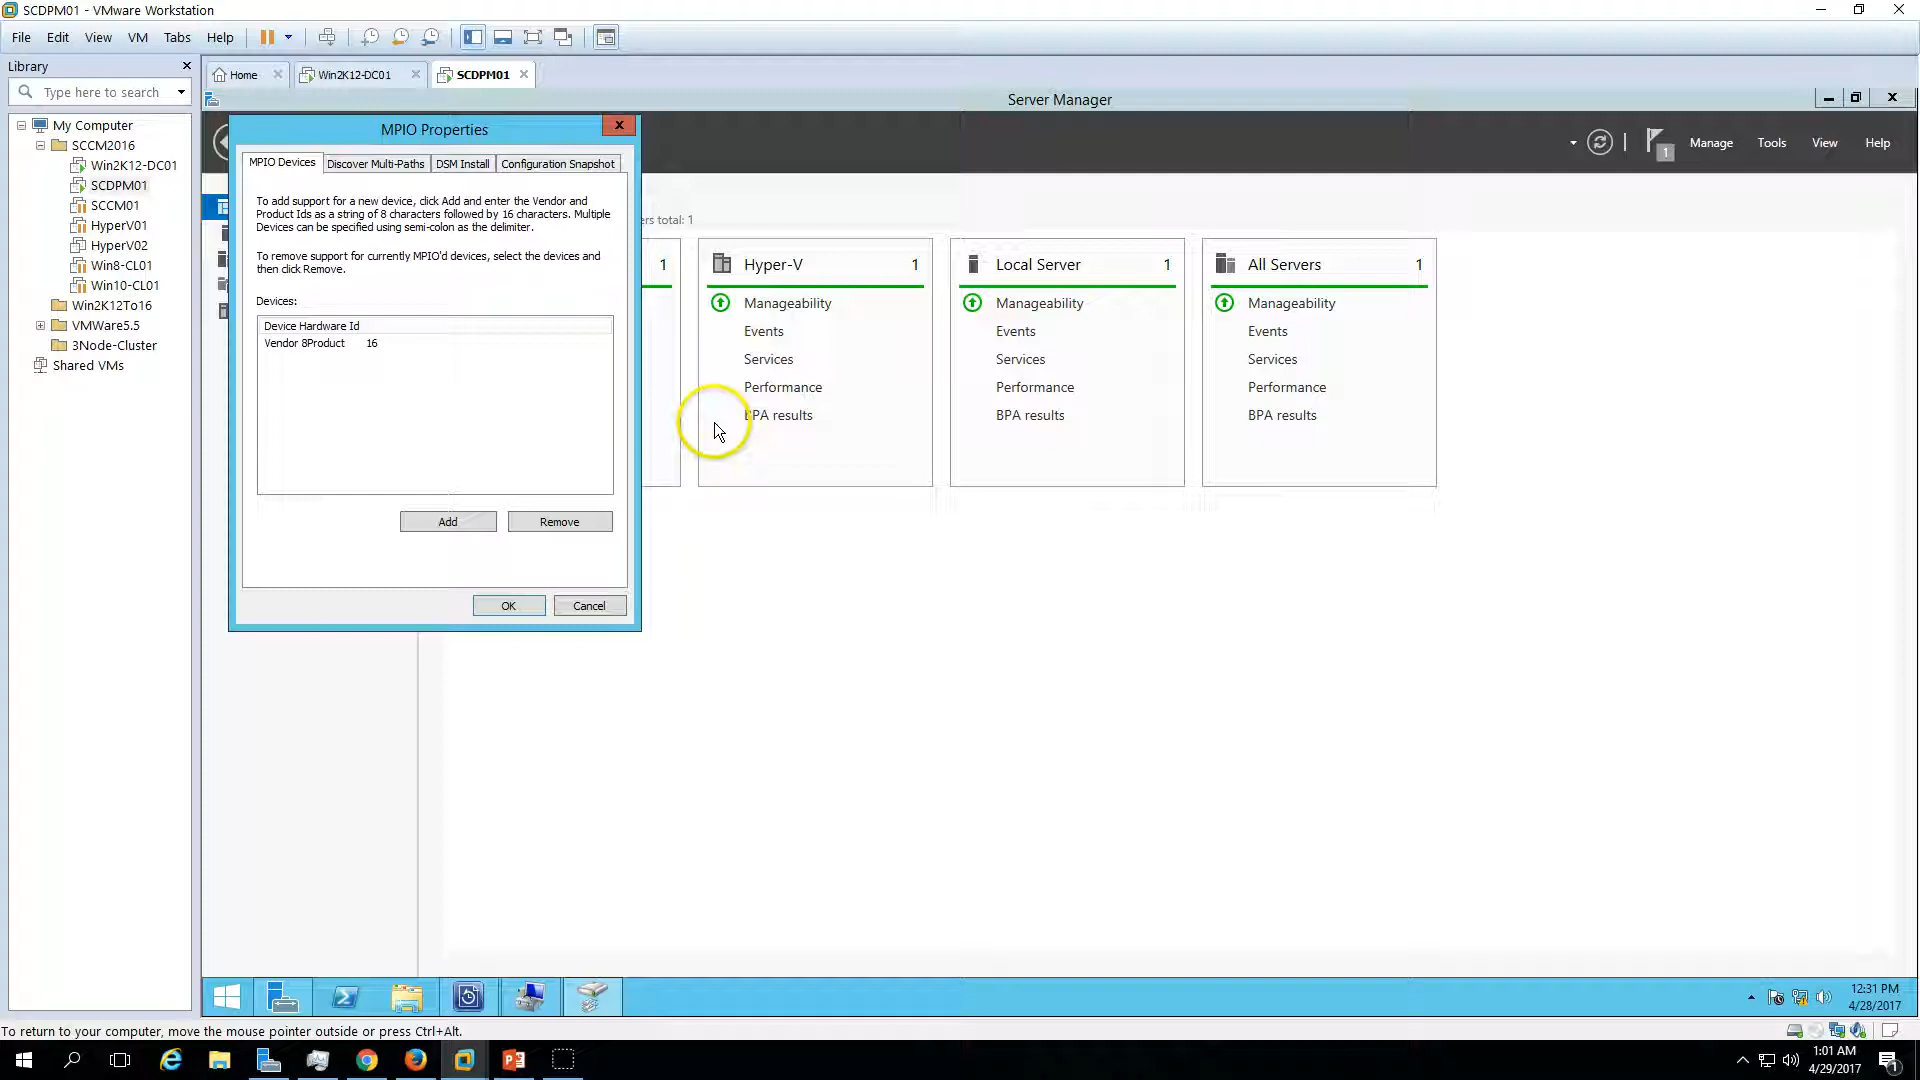 SCDPM01 - VMware Workstation
File Edit View VM Tabs Help
Library
Type here to search
My Computer
SCCM2016
Win2K12-DC01
SCDPM01
SCCM01
HyperV01
HyperV02
Win8-CL01
Win10-CL01
Win2K12To16
VMWare5.5
3Node-Cluster
Shared VMs
Home Win2K12-DC01 SCDPM01
Server Manager
1 Manage Tools View Help
MPIO Properties
MPIO Devices Discover Multi-Paths DSM Install Configuration Snapshot
To add support for a new device, click Add and enter the Vendor and
Product Ids as a string of 8 characters followed by 16 characters. Multiple
Devices can be specified using semi-colon as the delimiter.
To remove support for currently MPIO'd devices, select the devices and
then click Remove.
Devices:
Device Hardware Id
Vendor 8Product 16
Add Remove
OK Cancel
ers total: 1
1
Hyper-V 1
Manageability
Events
Services
Performance
BPA results
Local Server 1
Manageability
Events
Services
Performance
BPA results
All Servers 1
Manageability
Events
Services
Performance
BPA results
12:31 PM
4/28/2017
To return to your computer, move the mouse pointer outside or press Ctrl+Alt.
1:01 AM
4/29/2017
1